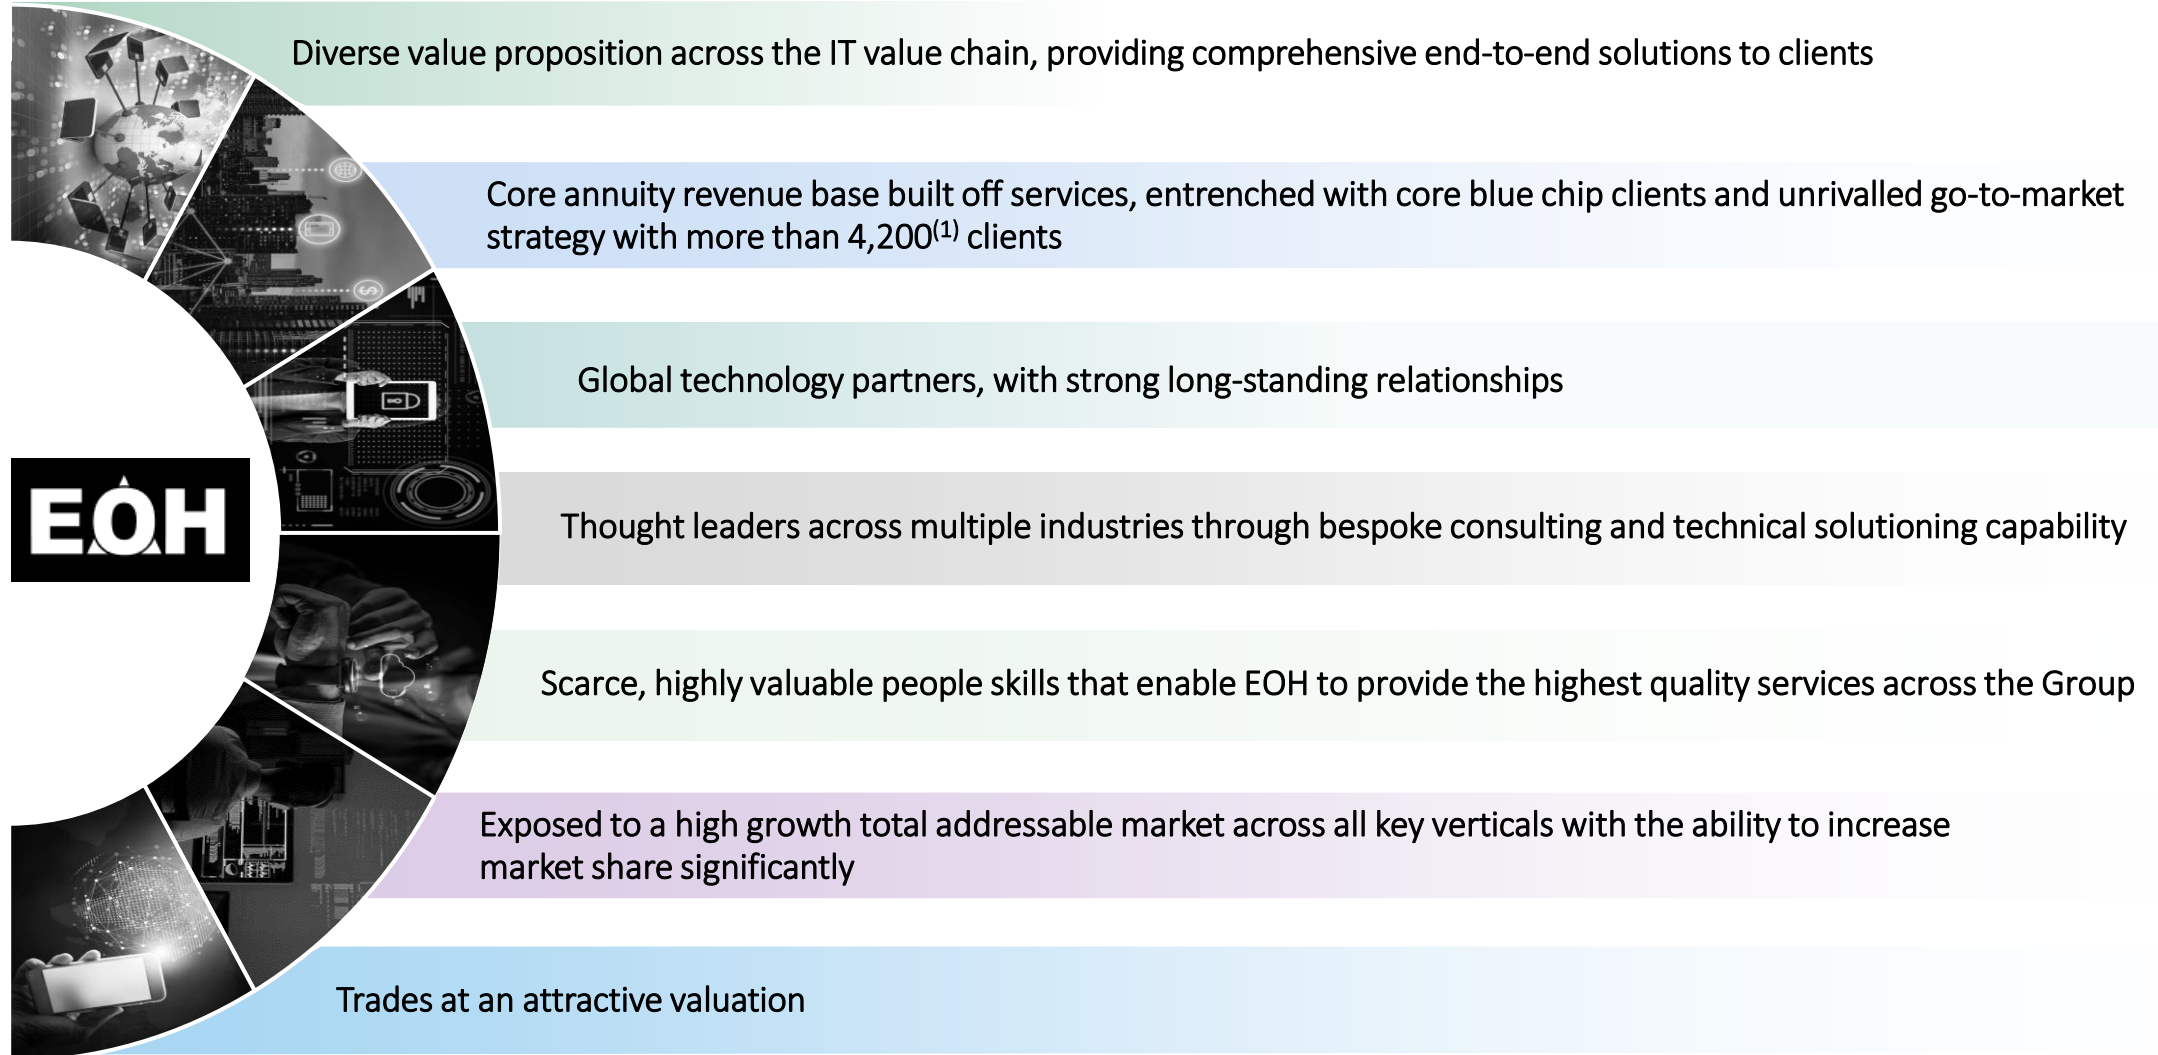 Diverse value proposition across the IT value chain, providing comprehensive end-to-end solutions to clients
Core annuity revenue base built off services, entrenched with core blue chip clients and unrivalled go-to-market
strategy with more than 4,200(1) clients
Global technology partners, with strong long-standing relationships
EOH
Thought leaders across multiple industries through bespoke consulting and technical solutioning capability
Scarce, highly valuable people skills that enable EOH to provide the highest quality services across the Group
Exposed to a high growth total addressable market across all key verticals with the ability to increase
market share significantly
Trades at an attractive valuation